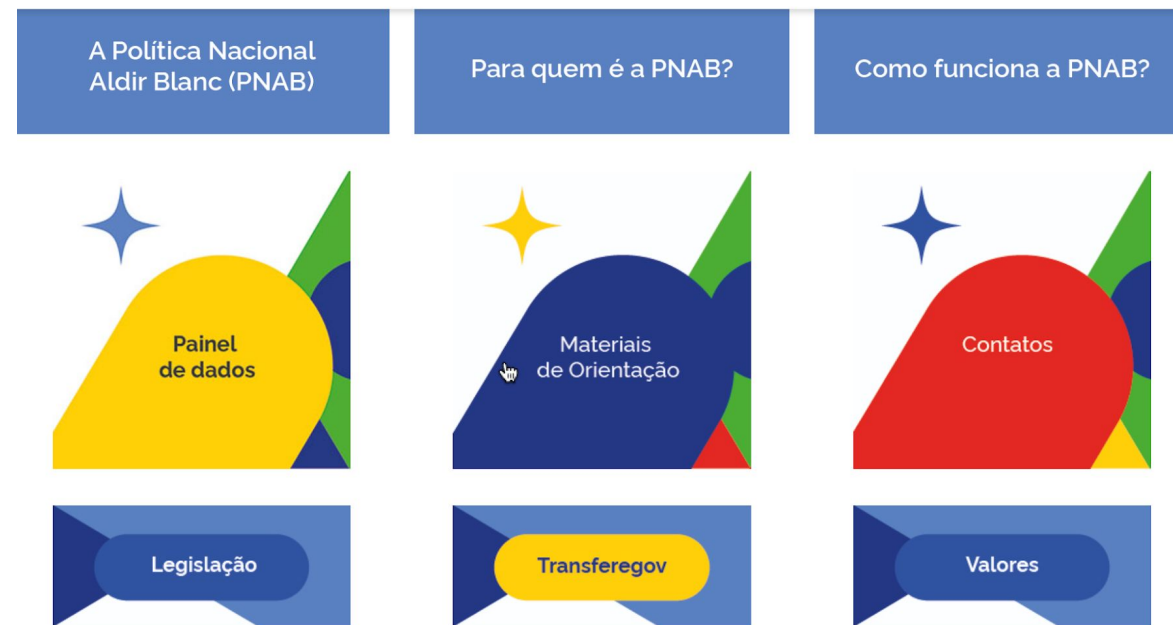 A Política Nacional
Aldir Blanc (PNAB)
Para quem é a PNAB?
Como funciona a PNAB?
Painel
de dados
Materiais
de Orientação
Contatos
Legislação
Transferegov
Valores